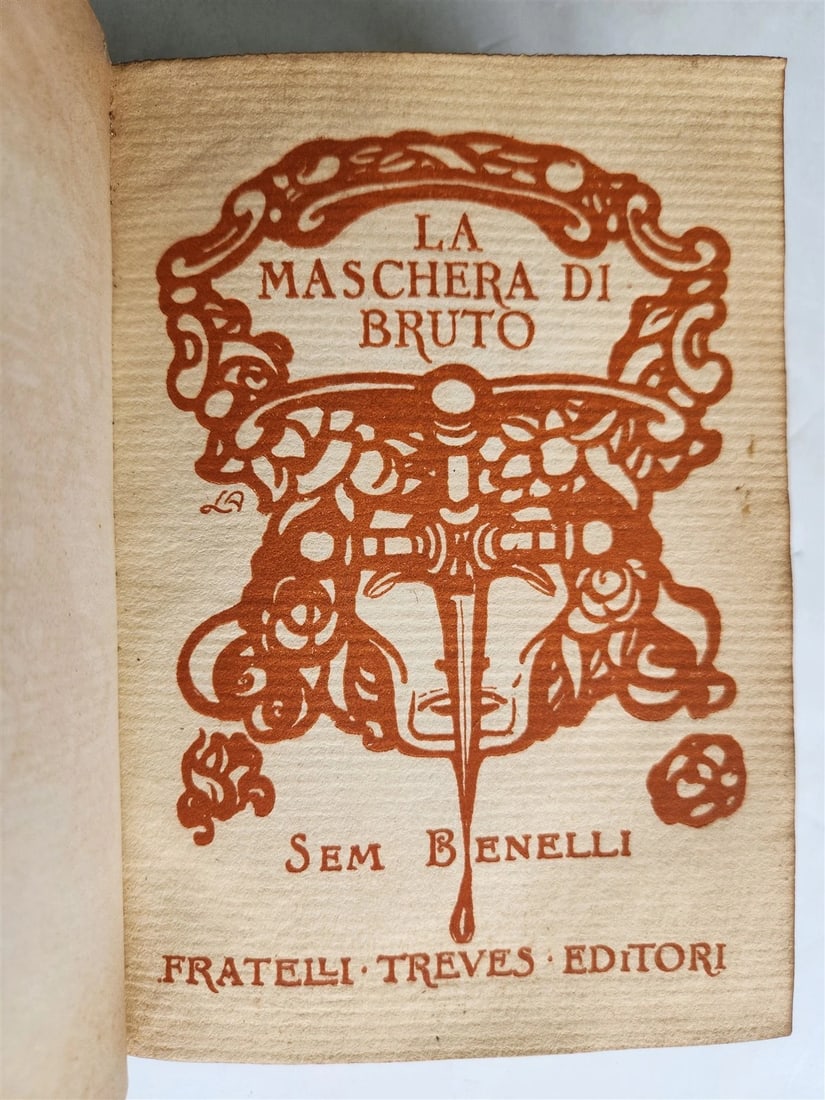 LA
MASCHERA DI
BRUTO
SEM BENELLI
FRATELLI · TREVES · EDiTORI